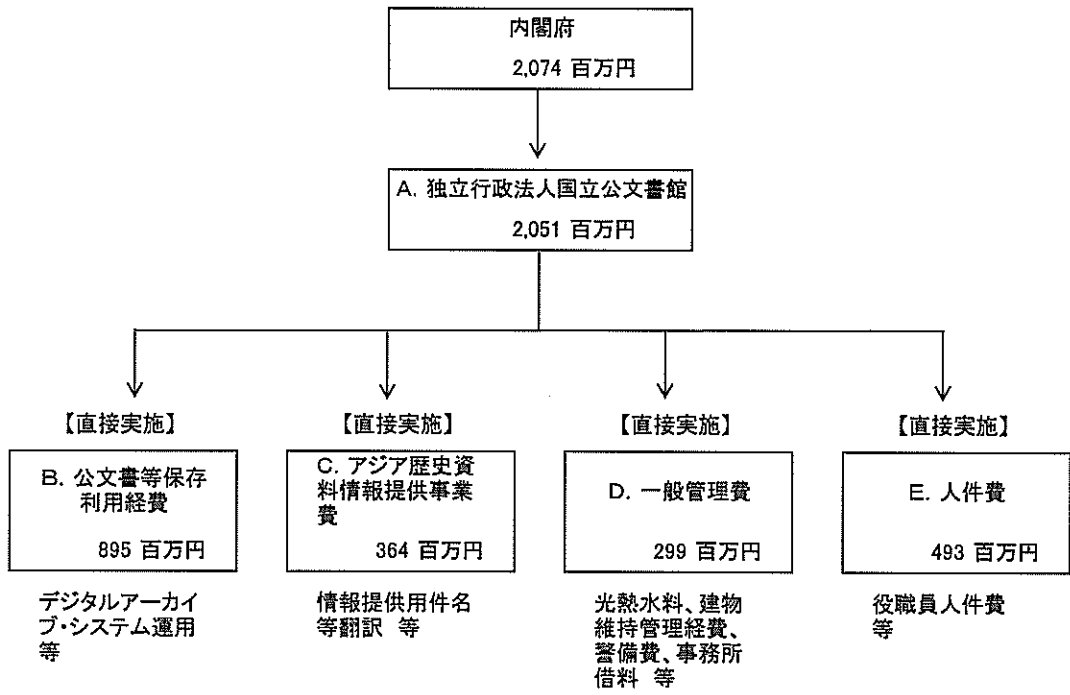 内閣府
2,074 百万円
A. 独立行政法人国立公文書館
2,051 百万円
【直接実施】
B. 公文書等保存
利用経費
895 百万円
デジタルアーカイ
ブ・システム運用
等
【直接実施】
C. アジア歴史資
料情報提供事業
費
364 百万円
情報提供用件名
等翻訳 等
【直接実施】
D. 一般管理費
299 百万円
光熱水料、建物
維持管理経費、
警備費、事務所
借料 等
【直接実施】
E. 人件費
493 百万円
役職員人件費
等